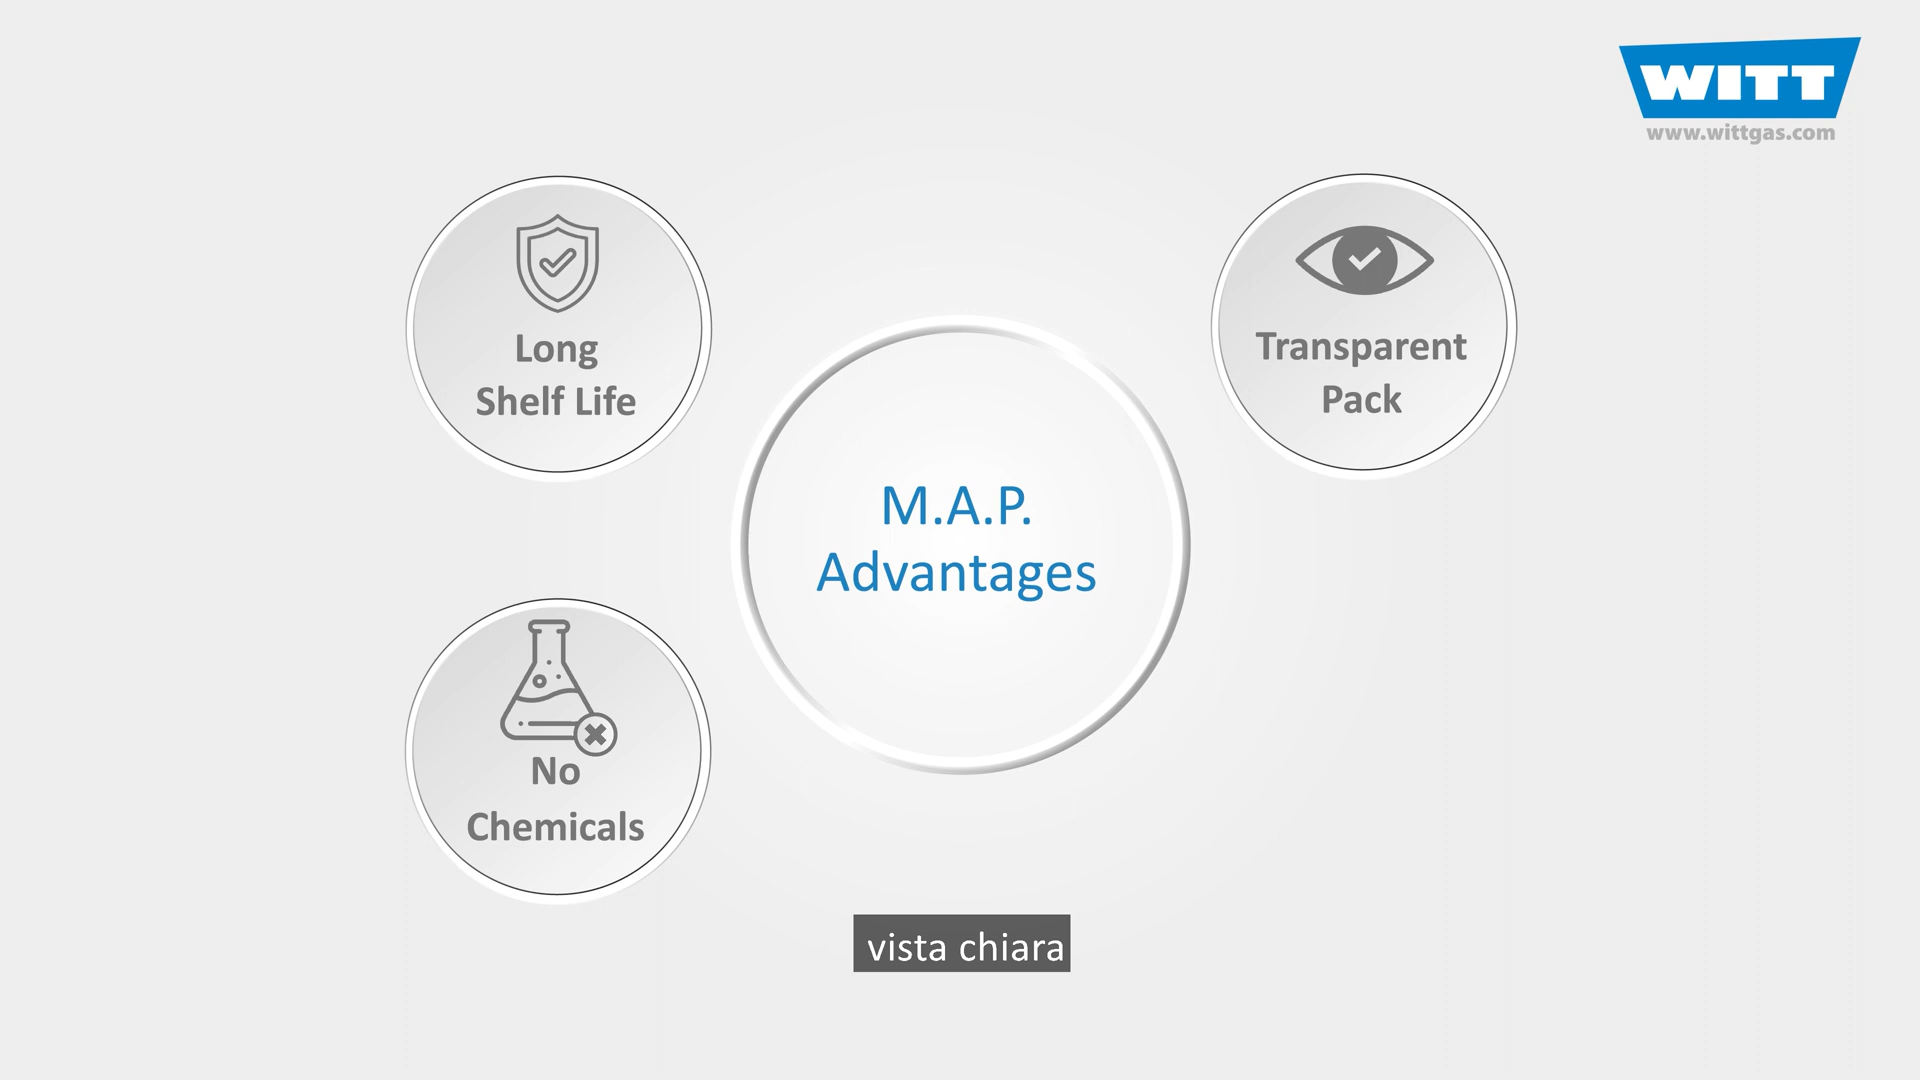 WITT
www.wittgas.com
Long
Shelf Life
Transparent
Pack
M.A.P.
Advantages
No
Chemicals
vista chiara